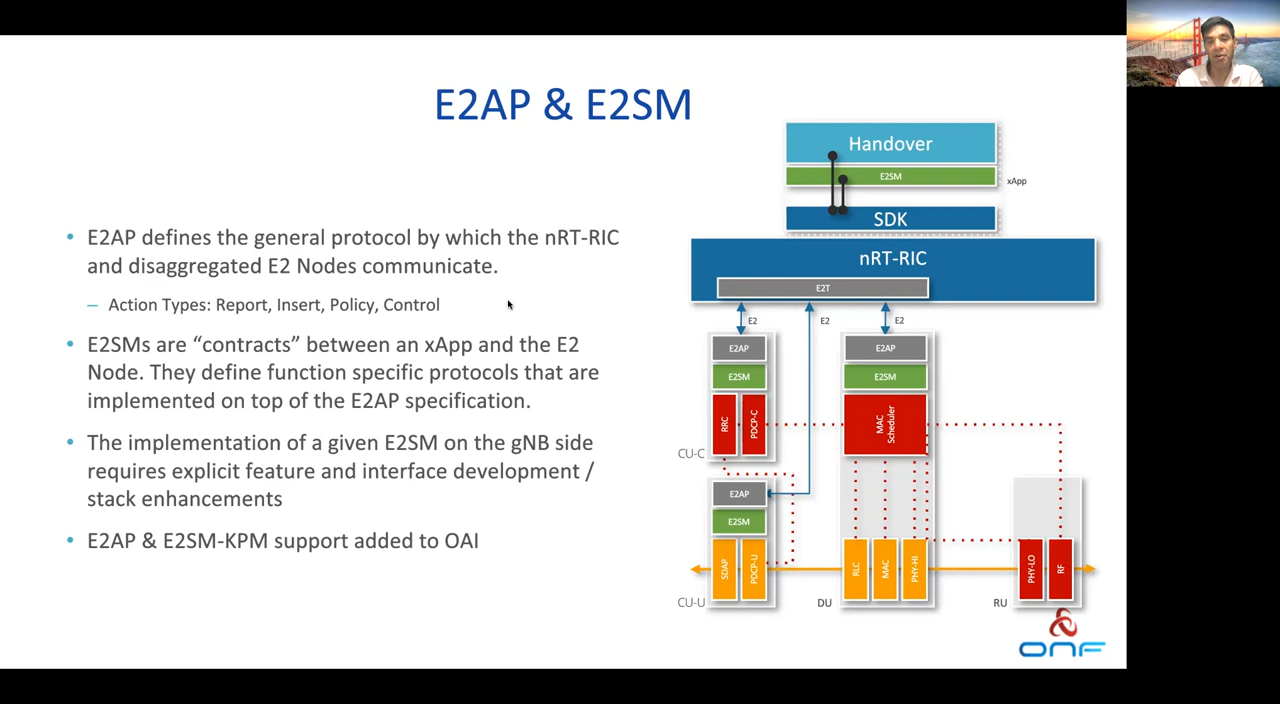 E2AP & E2SM
• E2AP defines the general protocol by which the nRT-RIC
and disaggregated E2 Nodes communicate.
– Action Types: Report, Insert, Policy, Control
• E2SMs are “contracts” between an xApp and the E2
Node. They define function specific protocols that are
implemented on top of the E2AP specification.
• The implementation of a given E2SM on the gNB side
requires explicit feature and interface development /
stack enhancements
• E2AP & E2SM-KPM support added to OAI
Handover
E2SM
xApp
SDK
nRT-RIC
E2T
E2
E2
E2
E2AP
E2SM
RRC
PDCP-C
CU-C
E2AP
E2SM
MAC
Scheduler
E2AP
E2SM
SDAP
PDCP-U
CU-U
RLC
MAC
PHY-HI
DU
PHY-LO
RF
RU
ONF